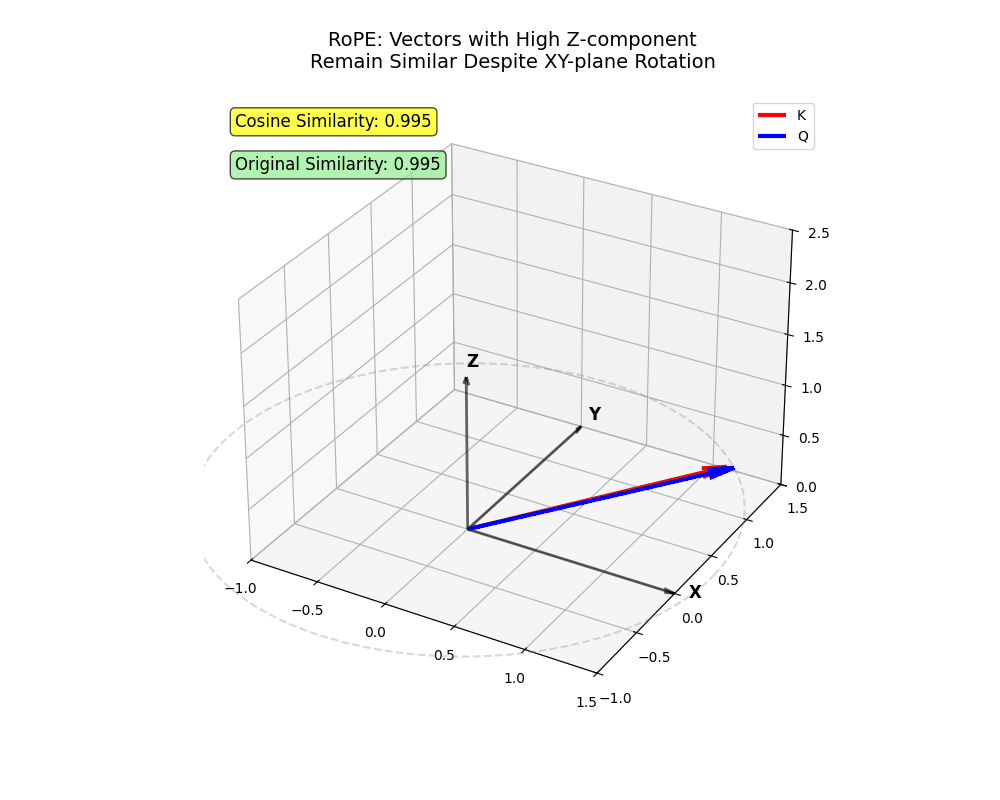 RoPE: Vectors with High Z-component
Remain Similar Despite XY-plane Rotation
Cosine Similarity: 0.995
Original Similarity: 0.995
K
Q
Z
Y
X
2.5
2.0
1.5
1.0
0.5
0.0
1.5
1.0
0.5
0.0
−0.5
−1.0
−1.0
−0.5
0.0
0.5
1.0
1.5